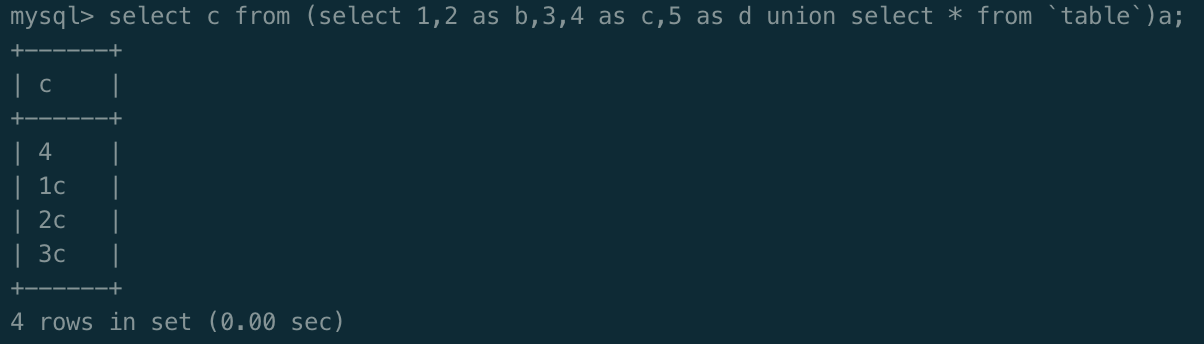 mysql> select c from (select 1,2 as b,3,4 as c,5 as d union select * from `table`)a;
+------+
| c    |
+------+
| 4    |
| 1c   |
| 2c   |
| 3c   |
+------+
4 rows in set (0.00 sec)